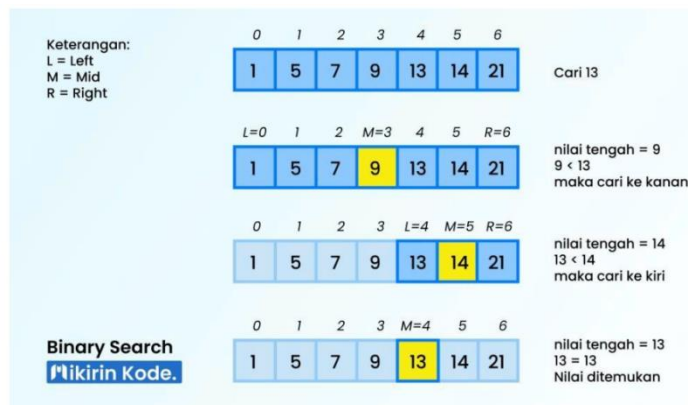 Keterangan:
L = Left
M = Mid
R = Right
0 1 2 3 4 5 6
1 5 7 9 13 14 21
Cari 13
L=0 1 2 M=3 4 5 R=6
1 5 7 9 13 14 21
nilai tengah = 9
9 < 13
maka cari ke kanan
0 1 2 3 L=4 M=5 R=6
1 5 7 9 13 14 21
nilai tengah = 14
13 < 14
maka cari ke kiri
0 1 2 3 M=4 5 6
1 5 7 9 13 14 21
nilai tengah = 13
13 = 13
Nilai ditemukan
Binary Search
Mikirin Kode.